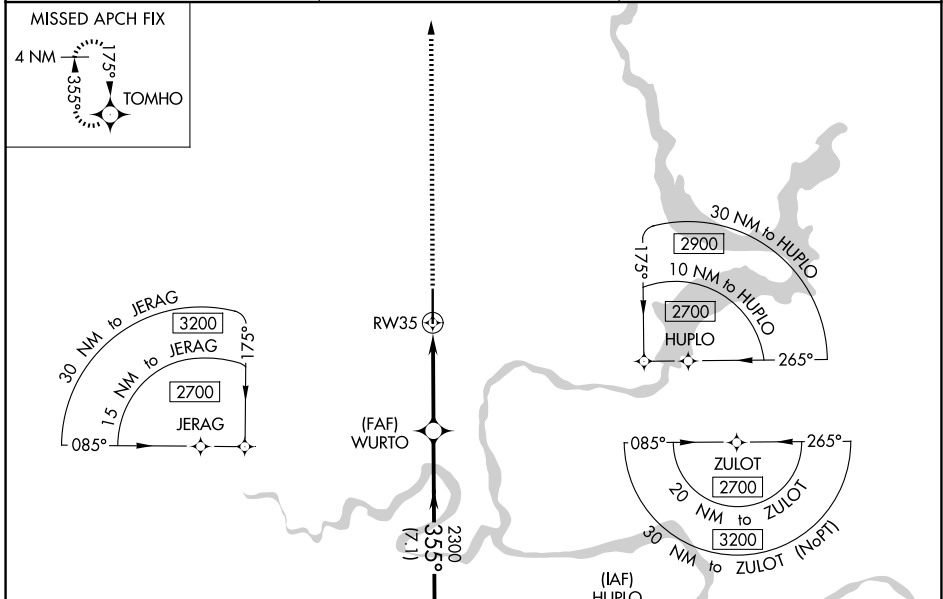 MISSED APCH FIX
4 NM
175°
355°
TOMHO
30 NM to HUPLO
2900
175°
10 NM to HUPLO
2700
HUPLO
265°
RW35
30 NM to JERAG
3200
175°
15 NM to JERAG
2700
JERAG
085°
(FAF)
WURTO
085°
265°
ZULOT
2700
20 NM to ZULOT
3200
30 NM to ZULOT (NoPT)
2300
355°
(7.1)
(IAF)
HUPLO